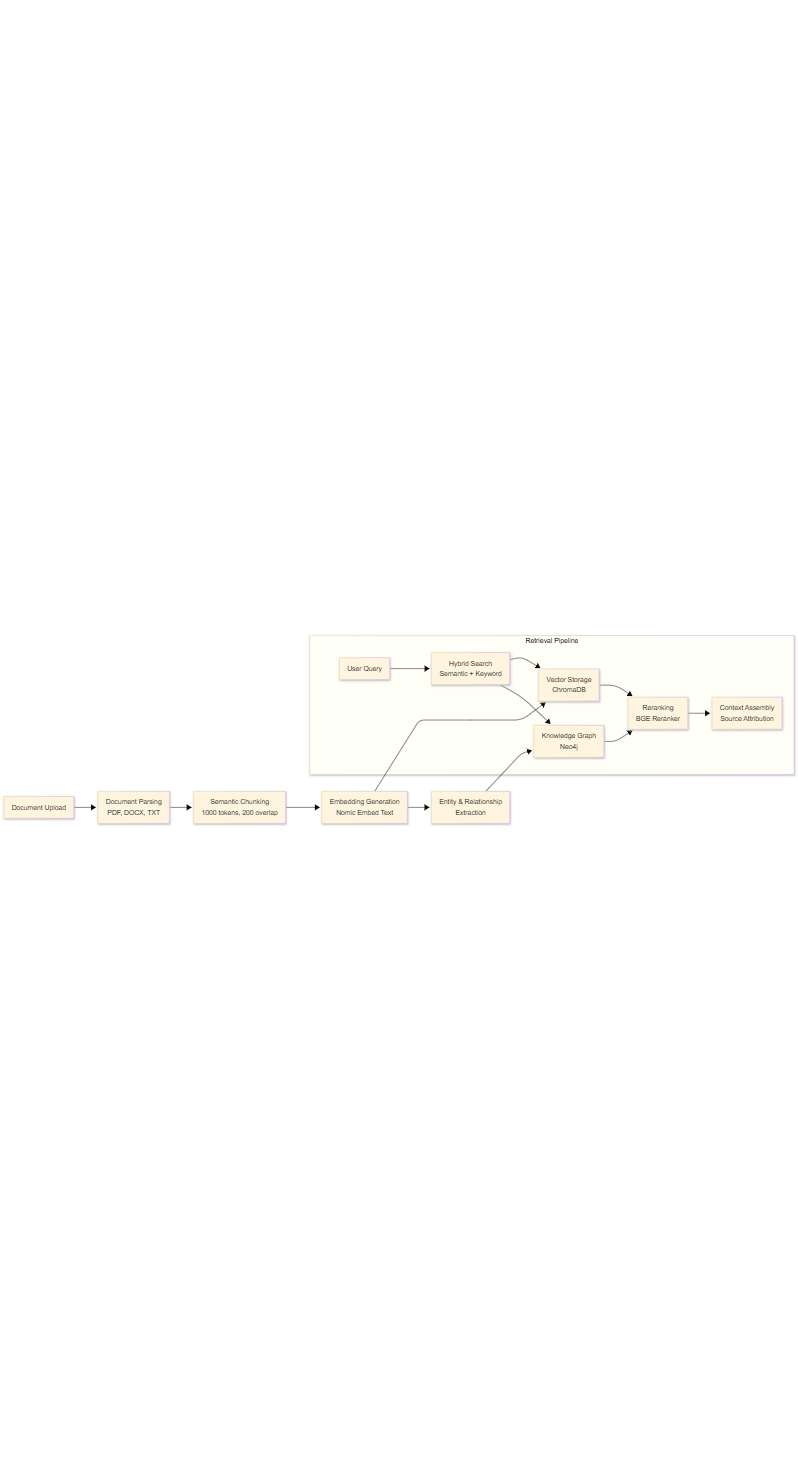 Retrieval Pipeline
User Query
Hybrid Search
Semantic + Keyword
Vector Storage
ChromaDB
Knowledge Graph
Neo4j
Reranking
BGE Reranker
Context Assembly
Source Attribution
Document Upload
Document Parsing
PDF, DOCX, TXT
Semantic Chunking
1000 tokens, 200 overlap
Embedding Generation
Nomic Embed Text
Entity & Relationship
Extraction